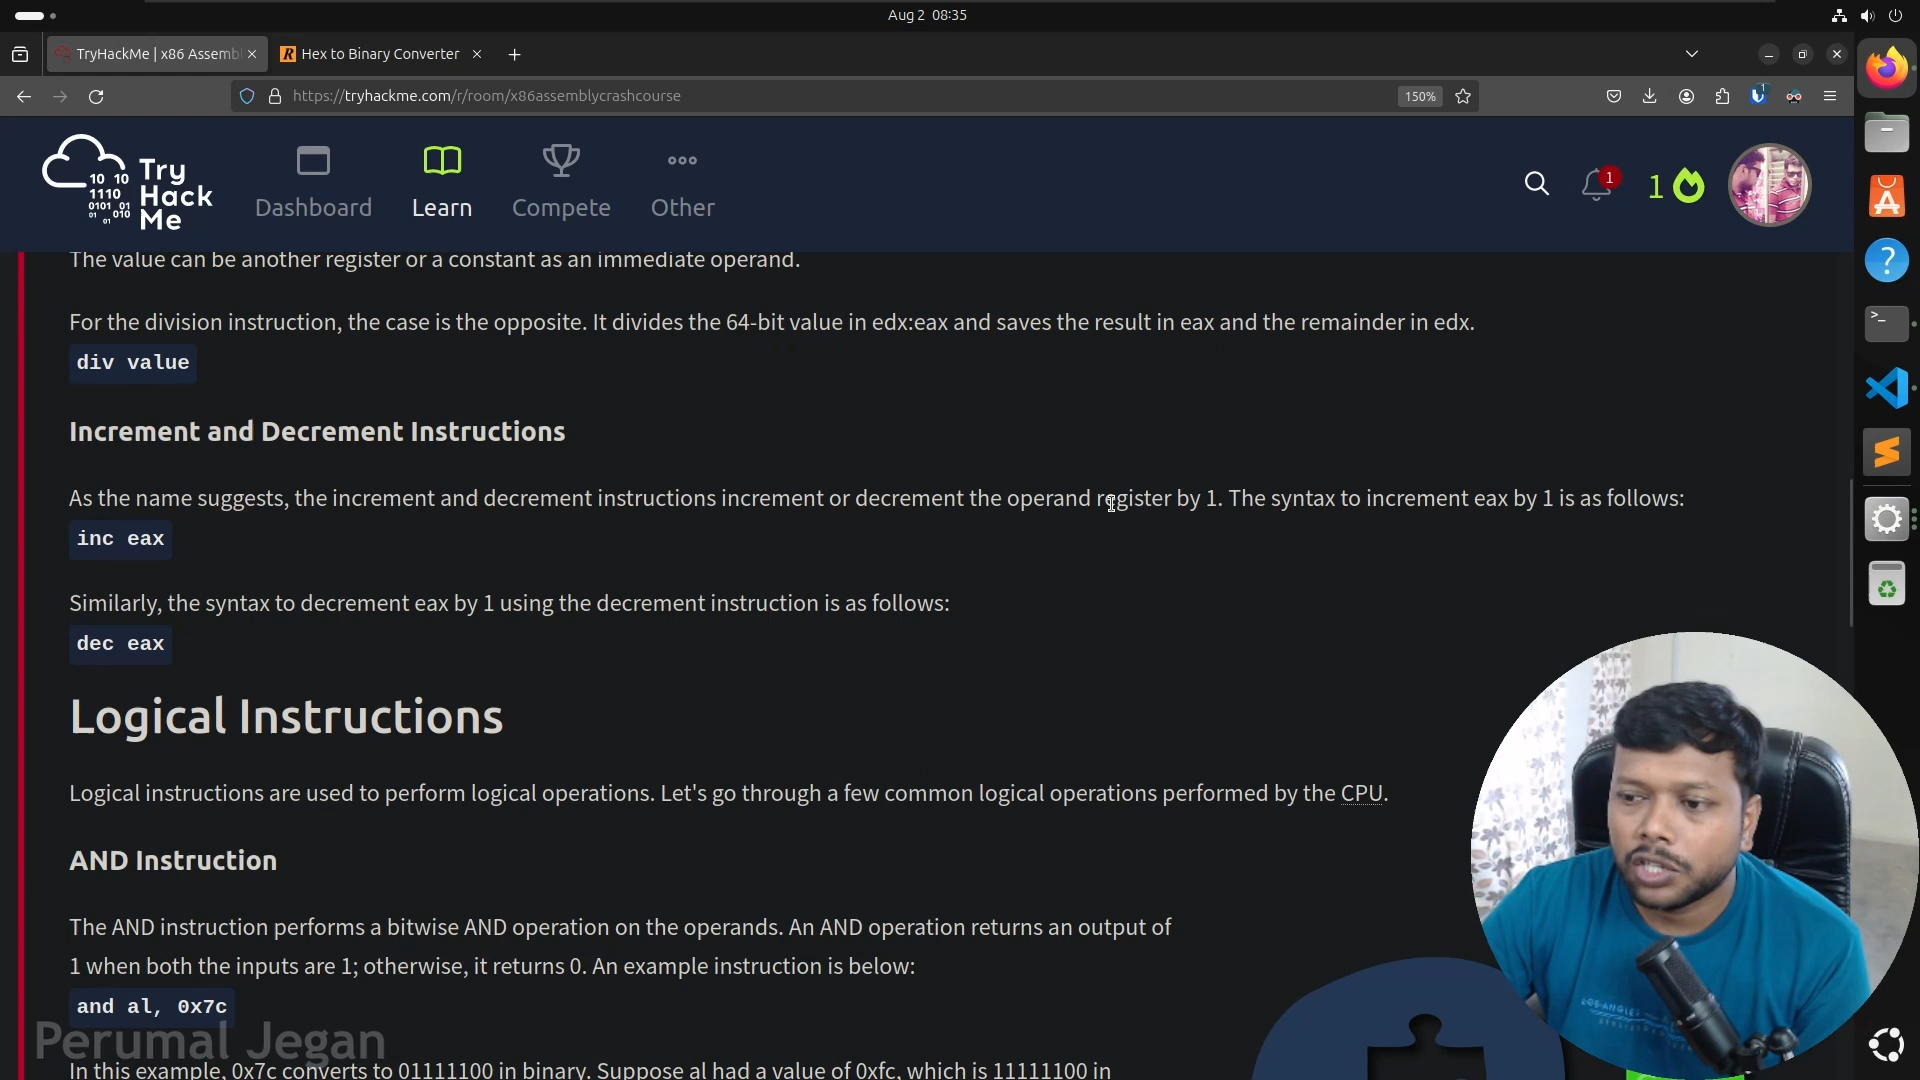 Aug 2 08:35
TryHackMe | x86 Assemb
Hex to Binary Converter
https://tryhackme.com/r/room/x86assemblycrashcourse
150%
1
10 10
1110
0101 01
01 010
Try
Hack
Me
Dashboard
Learn
Compete
Other
1
1
The value can be another register or a constant as an immediate operand.
For the division instruction, the case is the opposite. It divides the 64-bit value in edx:eax and saves the result in eax and the remainder in edx.
div value
Increment and Decrement Instructions
As the name suggests, the increment and decrement instructions increment or decrement the operand register by 1. The syntax to increment eax by 1 is as follows:
inc eax
Similarly, the syntax to decrement eax by 1 using the decrement instruction is as follows:
dec eax
Logical Instructions
Logical instructions are used to perform logical operations. Let's go through a few common logical operations performed by the CPU.
AND Instruction
The AND instruction performs a bitwise AND operation on the operands. An AND operation returns an output of
1 when both the inputs are 1; otherwise, it returns 0. An example instruction is below:
and al, 0x7c
Perumal Jegan
In this example, 0x7c converts to 01111100 in binary. Suppose al had a value of 0xfc, which is 11111100 in
LOS ANGELES